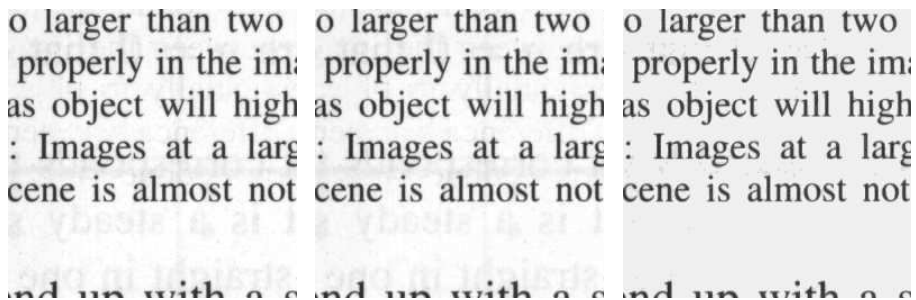 o larger than two o larger than two o larger than two
properly in the ima properly in the ima properly in the ima
as object will high as object will high as object will high
: Images at a larg : Images at a larg : Images at a larg
cene is almost not cene is almost not cene is almost not
nd up with a s nd up with a s nd up with a s